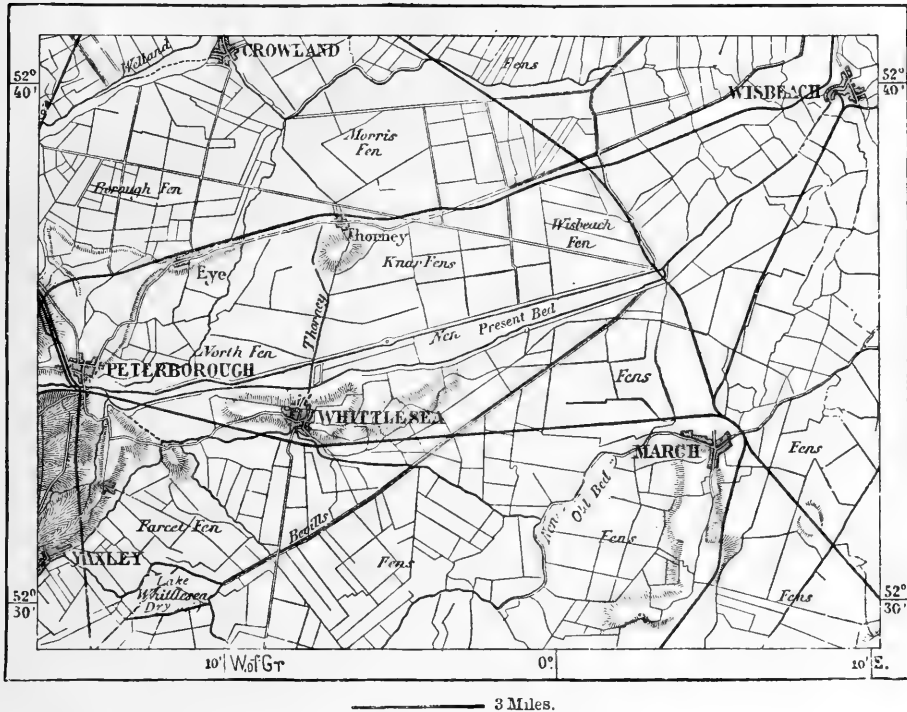 Welland
CROWLAND
Fens
52°
40'
WISBEACH
52°
40'
Morris
Fen
Borough Fen
Thorney
Wisbeach
Fen
Eye
Knar Fens
Thorney
Nen Present Bed
North Fen
PETERBOROUGH
Fens
WHITTLESEA
MARCH
Fens
Nen Old Bed
Farcet Fen
Bevills
Fens
Fens
YAXLEY
Lake
Whittlesea
Dry
Fens
52°
30'
52°
30'
10' W. of Gr
0°
10' E.
3 Miles.